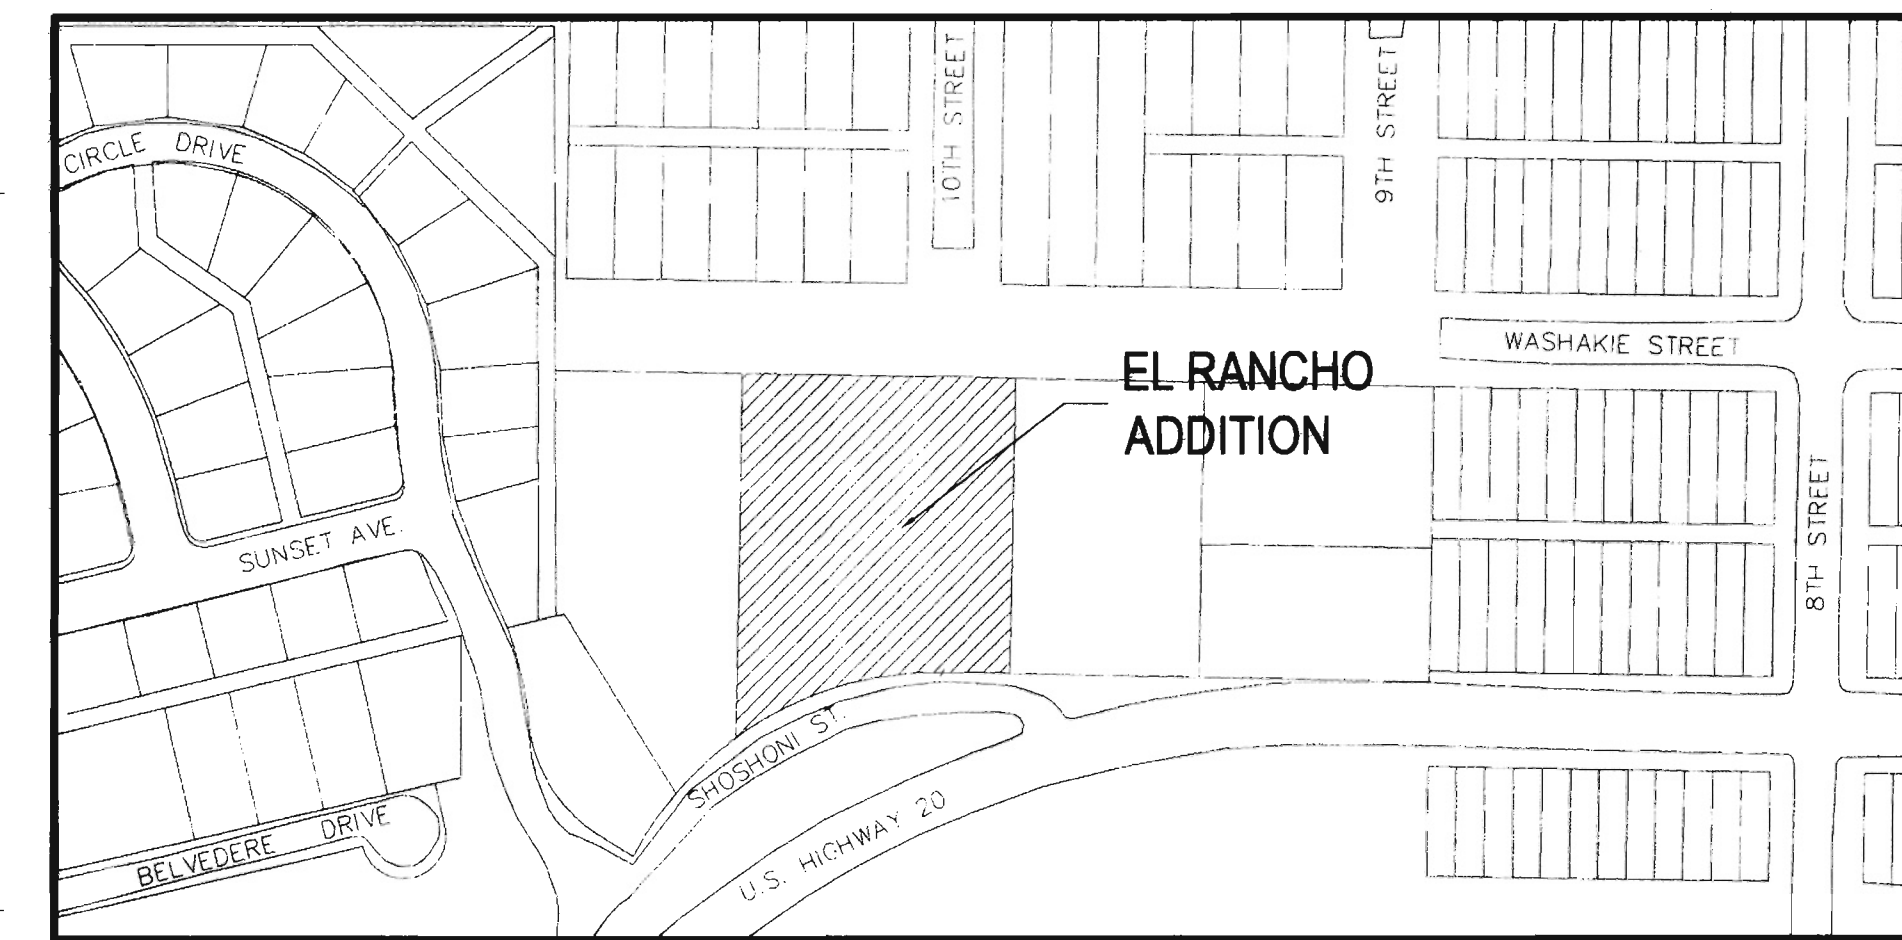 10TH STREET
9TH STREET
CIRCLE DRIVE
WASHAKIE STREET
EL RANCHO
ADDITION
8TH STREET
SUNSET AVE.
SHOSHONI ST.
U.S. HIGHWAY 20
BELVEDERE DRIVE